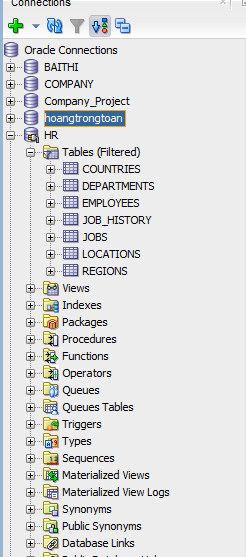 Connections
Oracle Connections
BAITHI
COMPANY
Company_Project
hoangtrongtoan
HR
Tables (Filtered)
COUNTRIES
DEPARTMENTS
EMPLOYEES
JOB_HISTORY
JOBS
LOCATIONS
REGIONS
Views
Indexes
Packages
Procedures
Functions
Operators
Queues
Queues Tables
Triggers
Types
Sequences
Materialized Views
Materialized View Logs
Synonyms
Public Synonyms
Database Links